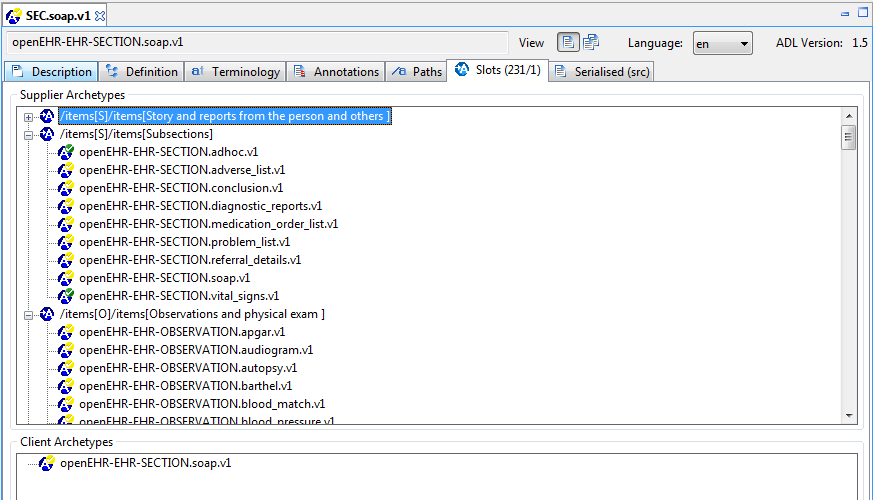 SEC.soap.v1
openEHR-EHR-SECTION.soap.v1 View Language: en ADL Version: 1.5
Description Definition Terminology Annotations Paths Slots (231/1) Serialised (src)
Supplier Archetypes
/items[S]/items[Story and reports from the person and others ]
/items[S]/items[Subsections]
openEHR-EHR-SECTION.adhoc.v1
openEHR-EHR-SECTION.adverse_list.v1
openEHR-EHR-SECTION.conclusion.v1
openEHR-EHR-SECTION.diagnostic_reports.v1
openEHR-EHR-SECTION.medication_order_list.v1
openEHR-EHR-SECTION.problem_list.v1
openEHR-EHR-SECTION.referral_details.v1
openEHR-EHR-SECTION.soap.v1
openEHR-EHR-SECTION.vital_signs.v1
/items[O]/items[Observations and physical exam ]
openEHR-EHR-OBSERVATION.apgar.v1
openEHR-EHR-OBSERVATION.audiogram.v1
openEHR-EHR-OBSERVATION.autopsy.v1
openEHR-EHR-OBSERVATION.barthel.v1
openEHR-EHR-OBSERVATION.blood_match.v1
openEHR-EHR-OBSERVATION.blood_pressure.v1
Client Archetypes
openEHR-EHR-SECTION.soap.v1